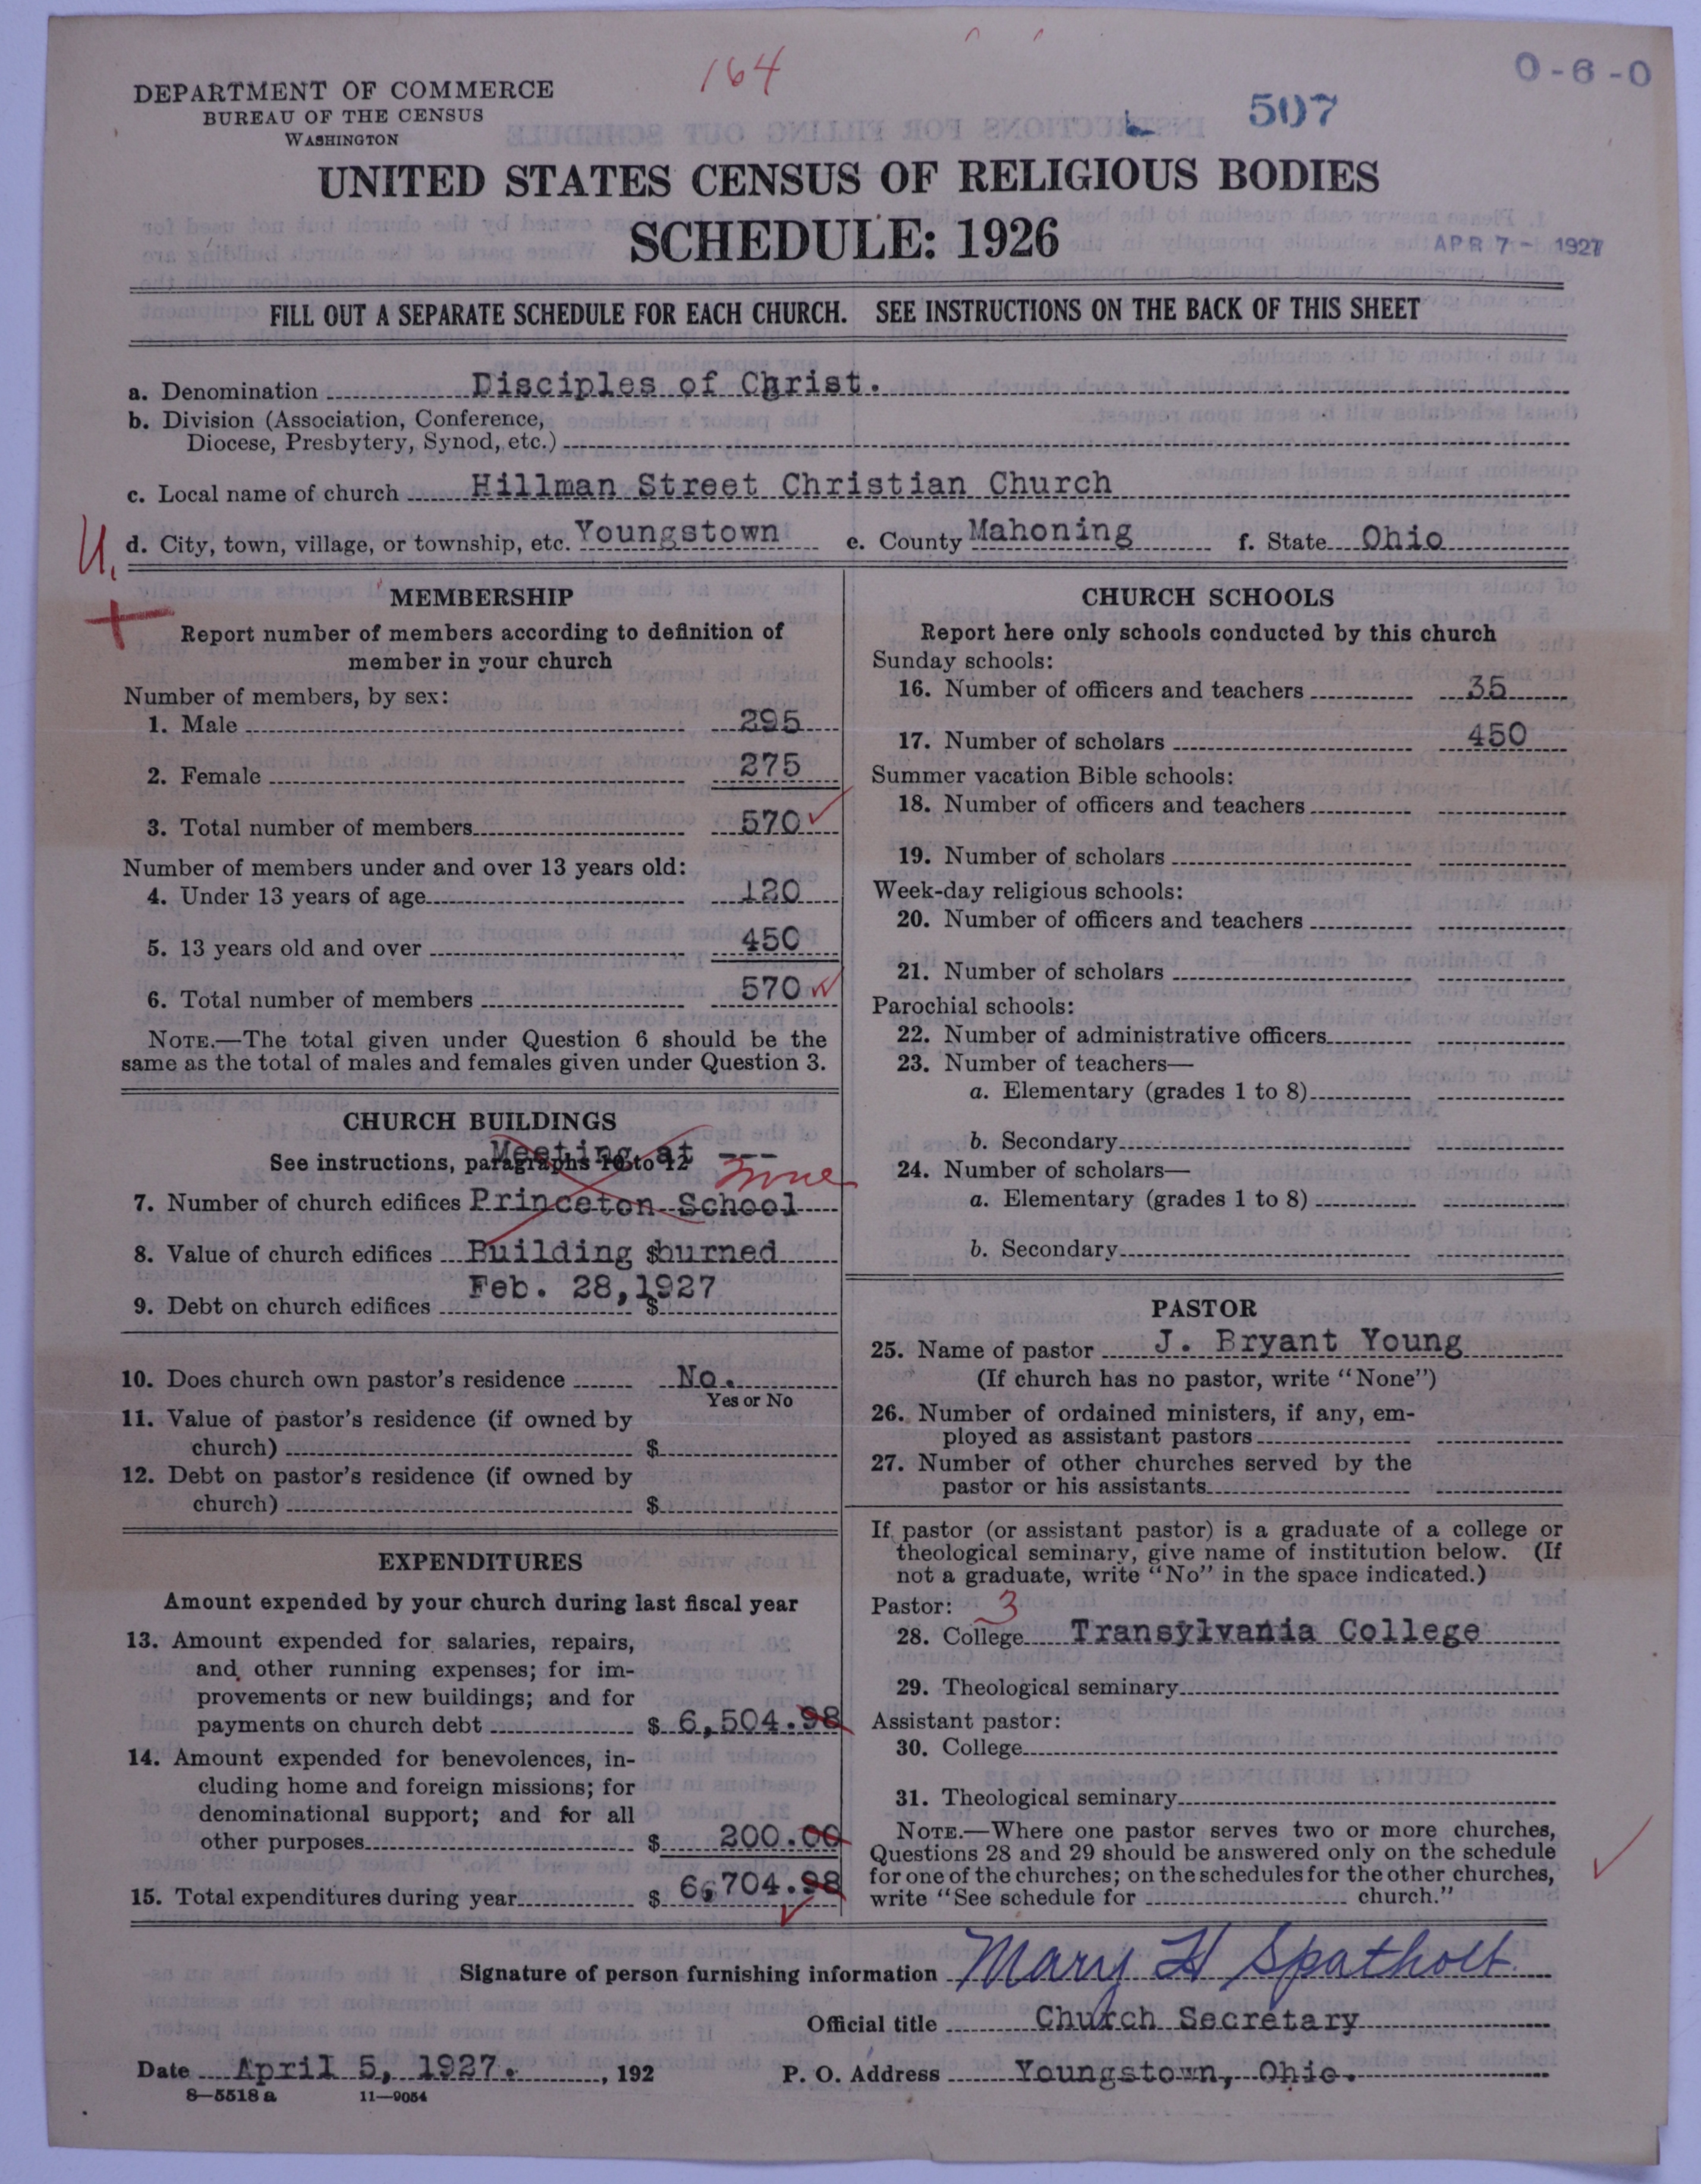 164
0-6-0
DEPARTMENT OF COMMERCE
BUREAU OF THE CENSUS
WASHINGTON
507
UNITED STATES CENSUS OF RELIGIOUS BODIES
SCHEDULE: 1926
APR 7 - 1927
FILL OUT A SEPARATE SCHEDULE FOR EACH CHURCH. SEE INSTRUCTIONS ON THE BACK OF THIS SHEET
a. Denomination Disciples of Christ.
b. Division (Association, Conference,
Diocese, Presbytery, Synod, etc.)
c. Local name of church Hillman Street Christian Church
U.
d. City, town, village, or township, etc. Youngstown e. County Mahoning f. State Ohio
+
MEMBERSHIP
Report number of members according to definition of
member in your church
Number of members, by sex:
1. Male 295
2. Female 275
3. Total number of members 570
Number of members under and over 13 years old:
4. Under 13 years of age 120
5. 13 years old and over 450
6. Total number of members 570
NOTE.—The total given under Question 6 should be the
same as the total of males and females given under Question 3.
CHURCH BUILDINGS
Meeting at ---
See instructions, paragraphs 10 to 12
none
7. Number of church edifices Princeton School
8. Value of church edifices Building $burned
Feb. 28,1927
9. Debt on church edifices $
10. Does church own pastor's residence No.
Yes or No
11. Value of pastor's residence (if owned by
church) $
12. Debt on pastor's residence (if owned by
church) $
EXPENDITURES
Amount expended by your church during last fiscal year
13. Amount expended for salaries, repairs,
and other running expenses; for im-
provements or new buildings; and for
payments on church debt $ 6,504.98
14. Amount expended for benevolences, in-
cluding home and foreign missions; for
denominational support; and for all
other purposes $ 200.00
15. Total expenditures during year $ 6,704.98
CHURCH SCHOOLS
Report here only schools conducted by this church
Sunday schools:
16. Number of officers and teachers 35
17. Number of scholars 450
Summer vacation Bible schools:
18. Number of officers and teachers
19. Number of scholars
Week-day religious schools:
20. Number of officers and teachers
21. Number of scholars
Parochial schools:
22. Number of administrative officers
23. Number of teachers—
a. Elementary (grades 1 to 8)
b. Secondary
24. Number of scholars—
a. Elementary (grades 1 to 8)
b. Secondary
PASTOR
25. Name of pastor J. Bryant Young
(If church has no pastor, write "None")
26. Number of ordained ministers, if any, em-
ployed as assistant pastors
27. Number of other churches served by the
pastor or his assistants
If pastor (or assistant pastor) is a graduate of a college or
theological seminary, give name of institution below. (If
not a graduate, write "No" in the space indicated.)
Pastor: 3
28. College Transylvania College
29. Theological seminary
Assistant pastor:
30. College
31. Theological seminary
NOTE.—Where one pastor serves two or more churches,
Questions 28 and 29 should be answered only on the schedule
for one of the churches; on the schedules for the other churches,
write "See schedule for church."
Signature of person furnishing information Mary H Spatholt
Official title Church Secretary
Date April 5, 1927. , 192
P. O. Address Youngstown, Ohio.
8—5518 a 11—9054